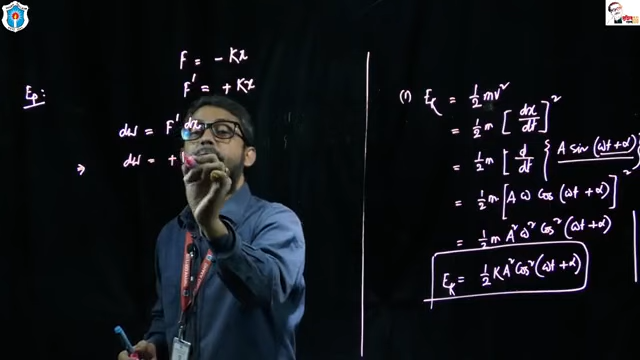 F = - Kx
F' = + Kx
Ep:
dW = F' dx
⇒ dW = +
(1) EK = 1/2 mv²
= 1/2 m [dx/dt]²
= 1/2 m [d/dt {A sin (ωt+α)}]²
= 1/2 m [A ω cos (ωt + α)]²
= 1/2 m A² ω² cos² (ωt + α)
EK = 1/2 K A² cos² (ωt + α)